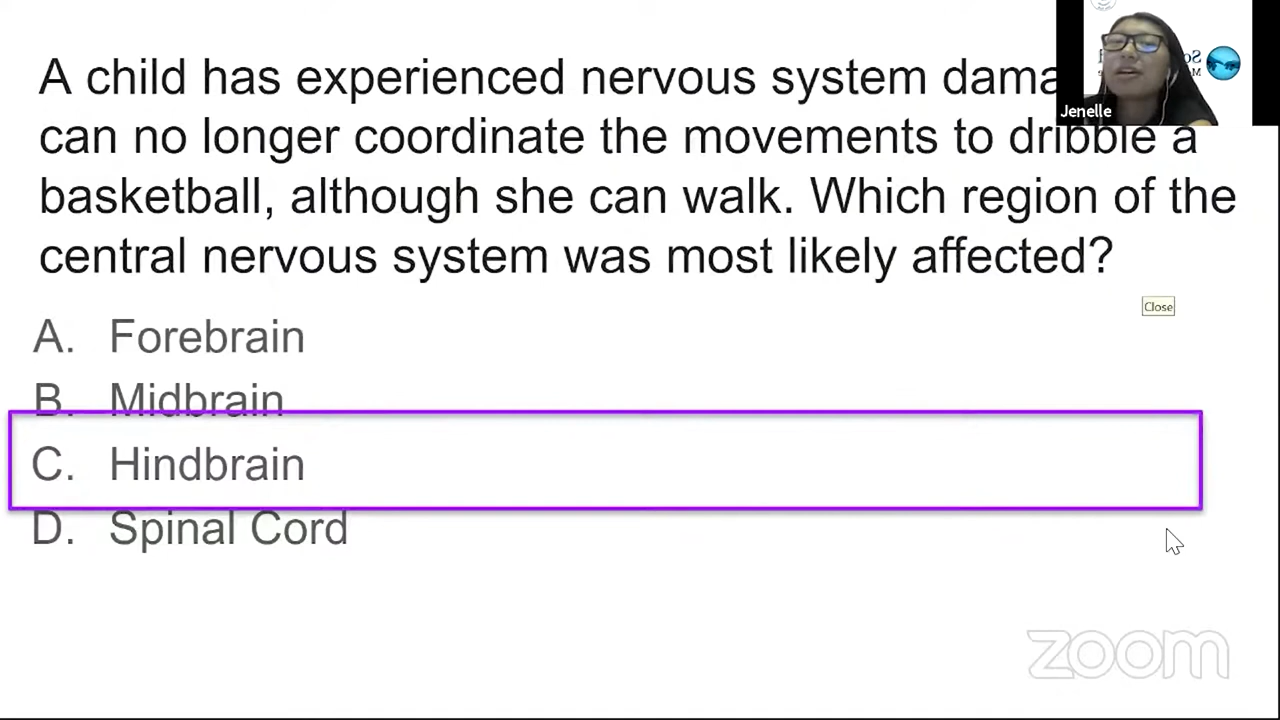 A child has experienced nervous system
can no longer coordinate the movements to dribble a
basketball, although she can walk. Which region of the
central nervous system was most likely affected?
A. Forebrain
B. Midbrain
C. Hindbrain
D. Spinal Cord
Jenelle
Close
zoom